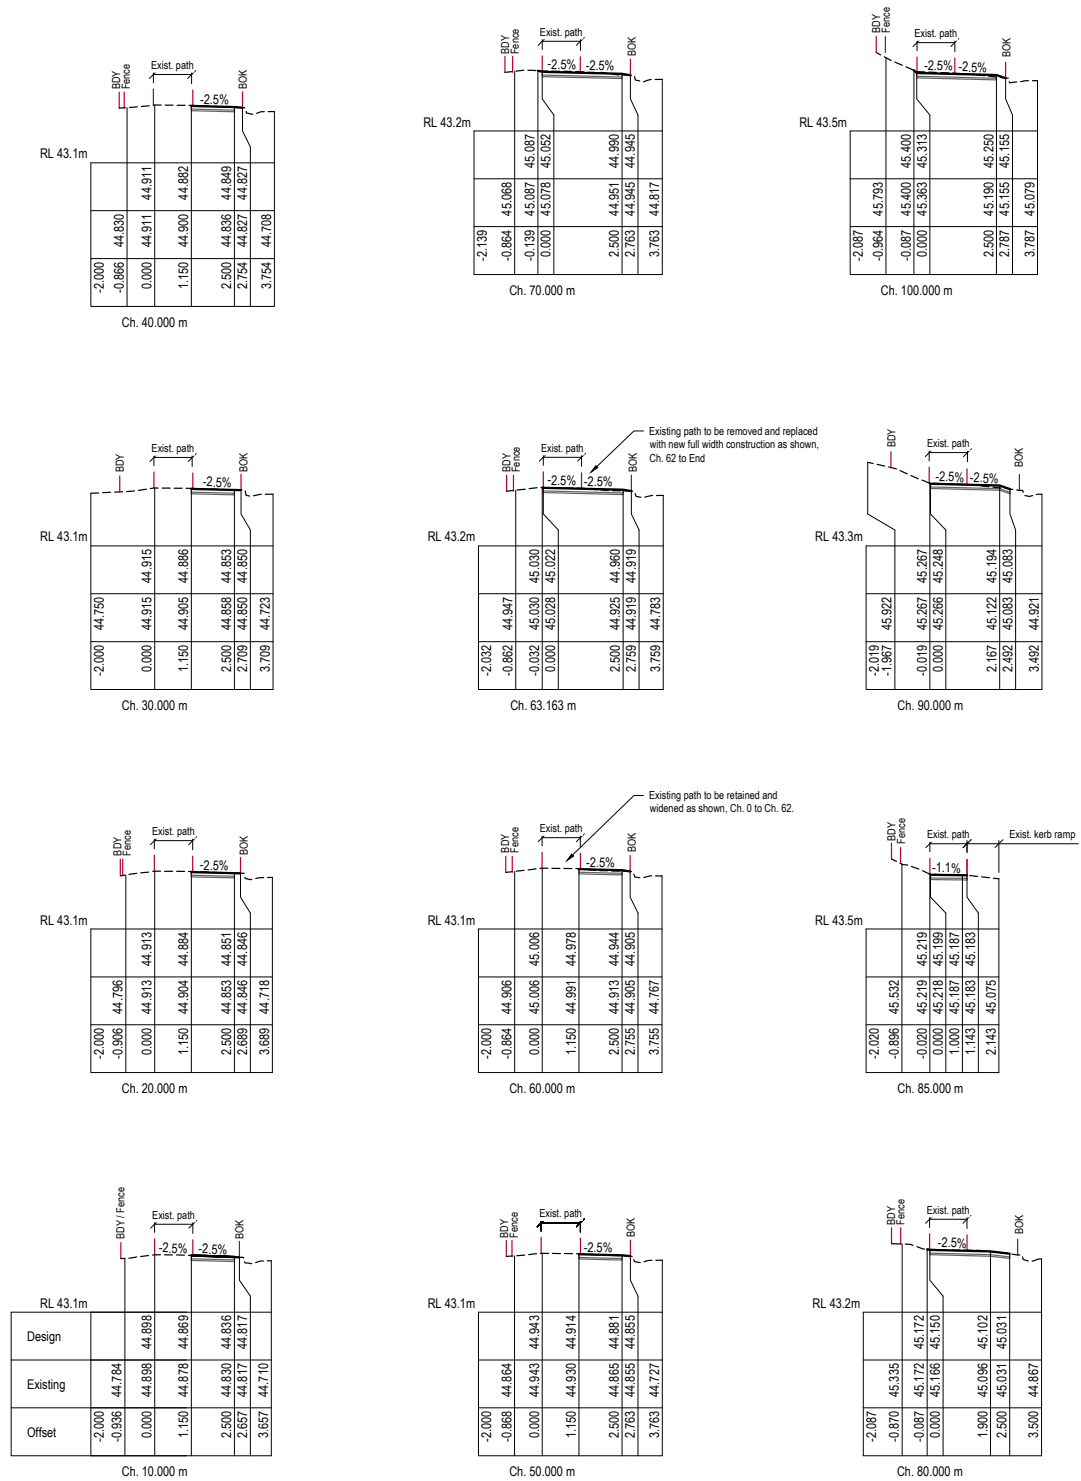 BDY
Fence
Exist. path
-2.5%
BOK
RL 43.1m
44.911
44.882
44.849
44.827
44.830
44.911
44.900
44.836
44.827
44.708
-2.000
-0.866
0.000
1.150
2.500
2.754
3.754
Ch. 40.000 m
BDY
Fence
Exist. path
-2.5%
-2.5%
BOK
RL 43.2m
45.087
45.052
44.990
44.945
45.068
45.087
45.078
44.951
44.945
44.817
-2.139
-0.864
-0.139
0.000
2.500
2.763
3.763
Ch. 70.000 m
BDY
Fence
Exist. path
-2.5%
-2.5%
BOK
RL 43.5m
45.400
45.313
45.250
45.155
45.793
45.400
45.363
45.190
45.155
45.079
-2.087
-0.964
-0.087
0.000
2.500
2.787
3.787
Ch. 100.000 m
BDY
Exist. path
-2.5%
BOK
RL 43.1m
44.915
44.886
44.853
44.850
44.750
44.915
44.905
44.858
44.850
44.723
-2.000
0.000
1.150
2.500
2.709
3.709
Ch. 30.000 m
Existing path to be removed and replaced
with new full width construction as shown,
Ch. 62 to End
BDY
Fence
Exist. path
-2.5%
-2.5%
BOK
RL 43.2m
45.030
45.022
44.960
44.919
44.947
45.030
45.028
44.925
44.919
44.783
-2.032
-0.862
-0.032
0.000
2.500
2.759
3.759
Ch. 63.163 m
BDY
Exist. path
-2.5%
-2.5%
BOK
RL 43.3m
45.267
45.248
45.194
45.083
45.922
45.267
45.266
45.122
45.083
44.921
-2.019
-1.967
-0.019
0.000
2.167
2.492
3.492
Ch. 90.000 m
BDY
Fence
Exist. path
-2.5%
BOK
RL 43.1m
44.913
44.884
44.851
44.846
44.796
44.913
44.904
44.853
44.846
44.718
-2.000
-0.906
0.000
1.150
2.500
2.689
3.689
Ch. 20.000 m
Existing path to be retained and
widened as shown, Ch. 0 to Ch. 62.
BDY
Fence
Exist. path
-2.5%
BOK
RL 43.1m
45.006
44.978
44.944
44.905
44.906
45.006
44.991
44.913
44.905
44.767
-2.000
-0.864
0.000
1.150
2.500
2.755
3.755
Ch. 60.000 m
BDY
Fence
Exist. path
Exist. kerb ramp
-1.1%
RL 43.5m
45.219
45.199
45.187
45.183
45.532
45.219
45.218
45.187
45.183
45.075
-2.020
-0.896
-0.020
0.000
1.000
1.143
2.143
Ch. 85.000 m
BDY / Fence
Exist. path
-2.5%
-2.5%
BOK
RL 43.1m
Design
44.898
44.869
44.836
44.817
Existing
44.784
44.898
44.878
44.830
44.817
44.710
Offset
-2.000
-0.936
0.000
1.150
2.500
2.657
3.657
Ch. 10.000 m
BDY
Fence
Exist. path
-2.5%
BOK
RL 43.1m
44.943
44.914
44.881
44.855
44.864
44.943
44.930
44.865
44.855
44.727
-2.000
-0.868
0.000
1.150
2.500
2.763
3.763
Ch. 50.000 m
BDY
Fence
Exist. path
-2.5%
BOK
RL 43.2m
45.172
45.150
45.102
45.031
45.335
45.172
45.166
45.096
45.031
44.867
-2.087
-0.870
-0.087
0.000
1.900
2.500
3.500
Ch. 80.000 m